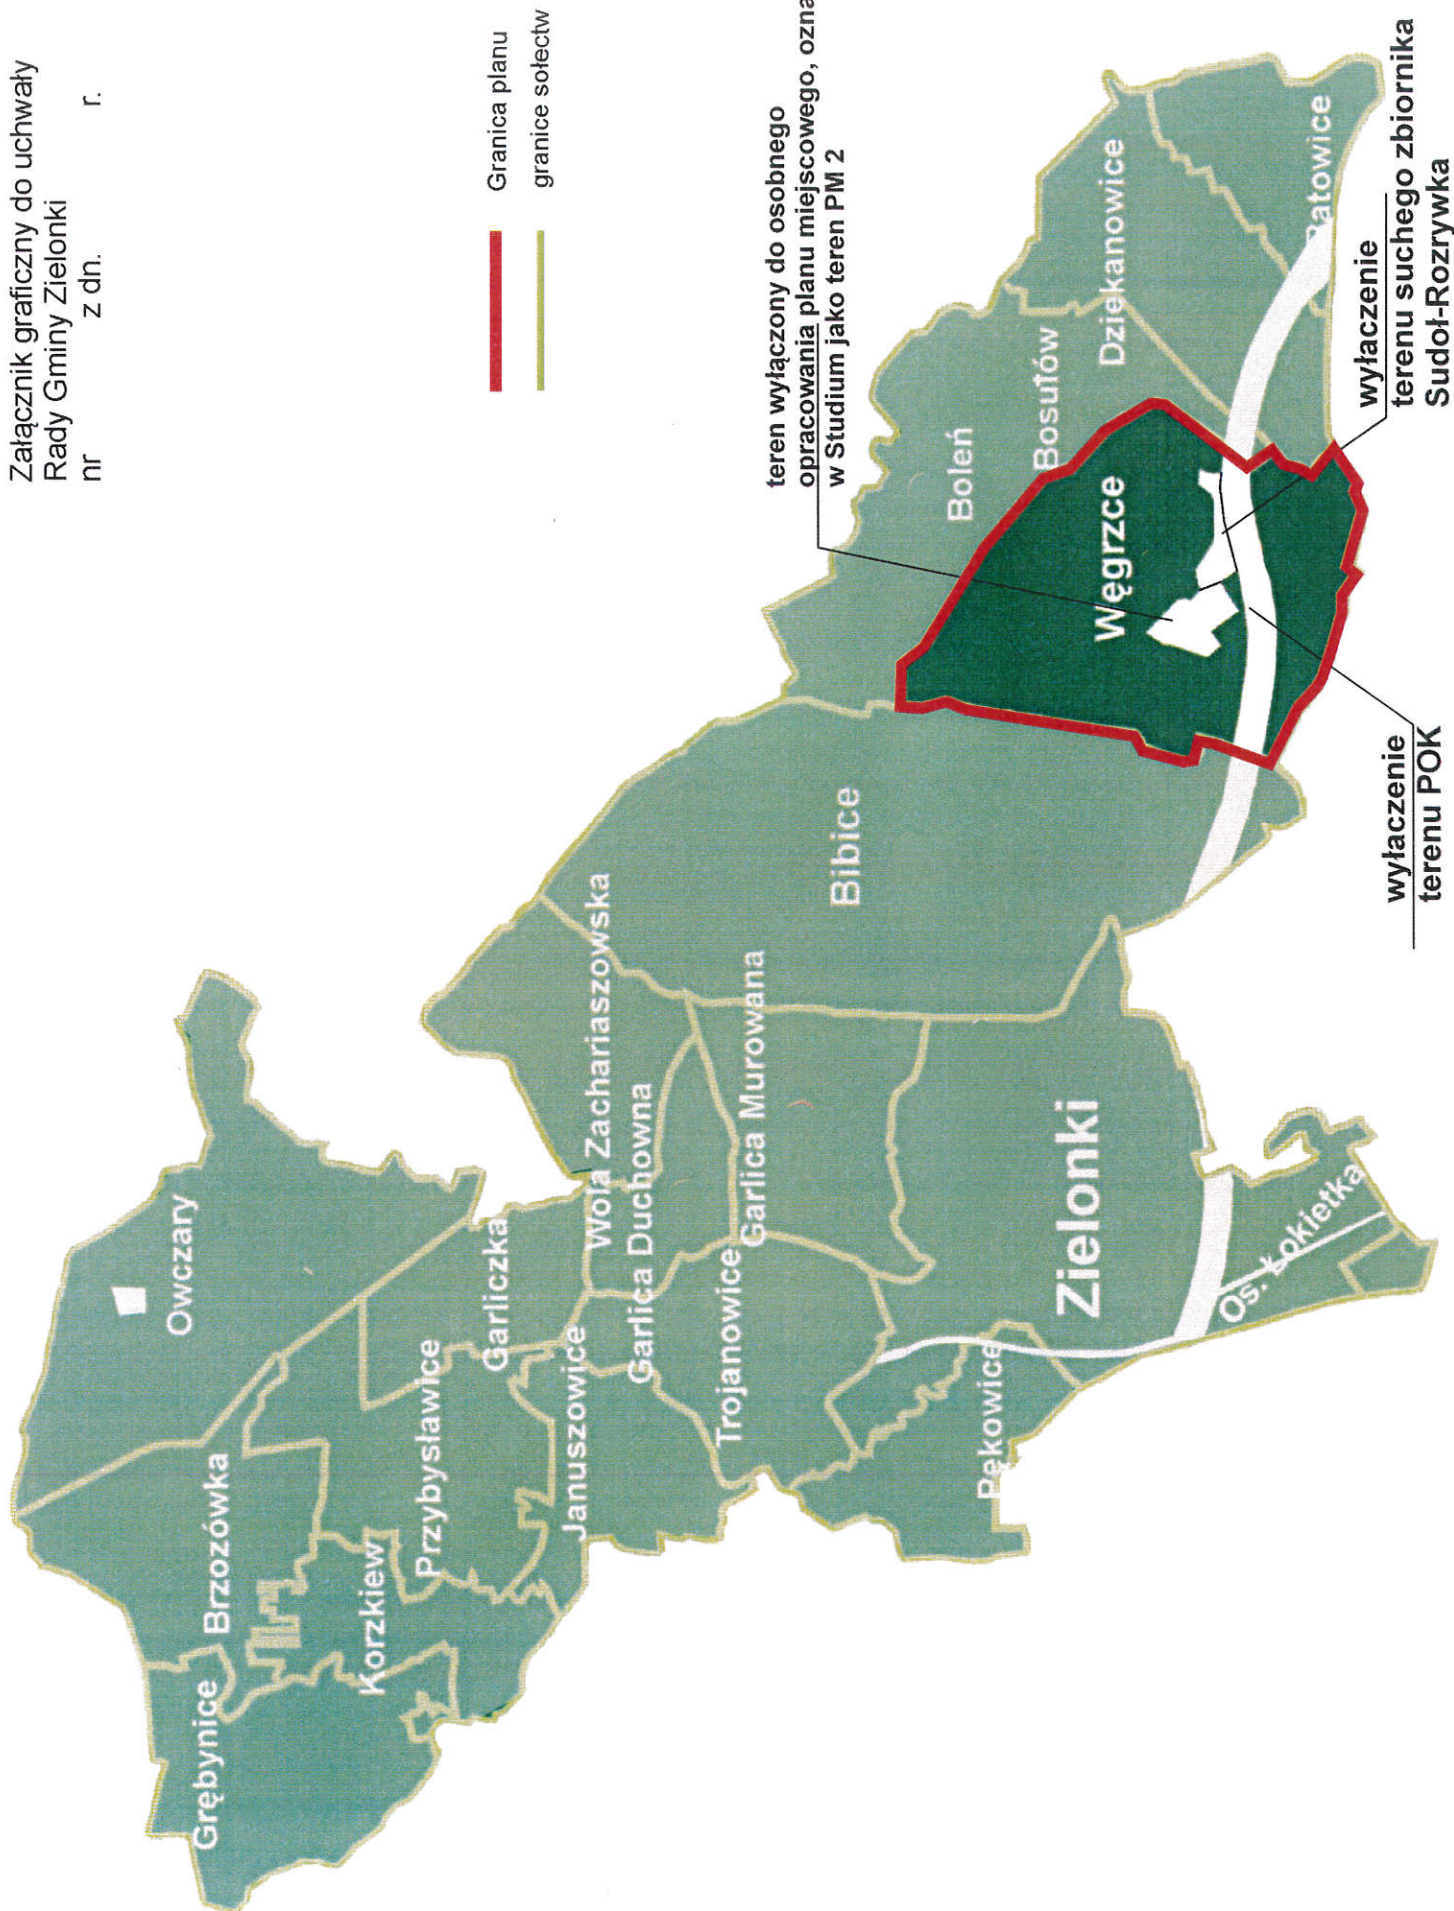 Załącznik graficzny do uchwały
Rady Gminy Zielonki
nr z dn. r.
Granica planu
granice sołectw
teren wyłączony do osobnego
opracowania planu miejscowego, ozna
w Studium jako teren PM 2
Grębynice
Brzozówka
Owczary
Korzkiew
Przybysławice
Garliczka
Januszowice
Wola Zachariaszowska
Garlica Duchowna
Trojanowice
Garlica Murowana
Bibice
Boleń
Bosutów
Dziekanowice
Batowice
Węgrzce
Pękowice
Zielonki
Os. Łokietka
wyłaczenie
terenu POK
wyłaczenie
terenu suchego zbiornika
Sudoł-Rozrywka